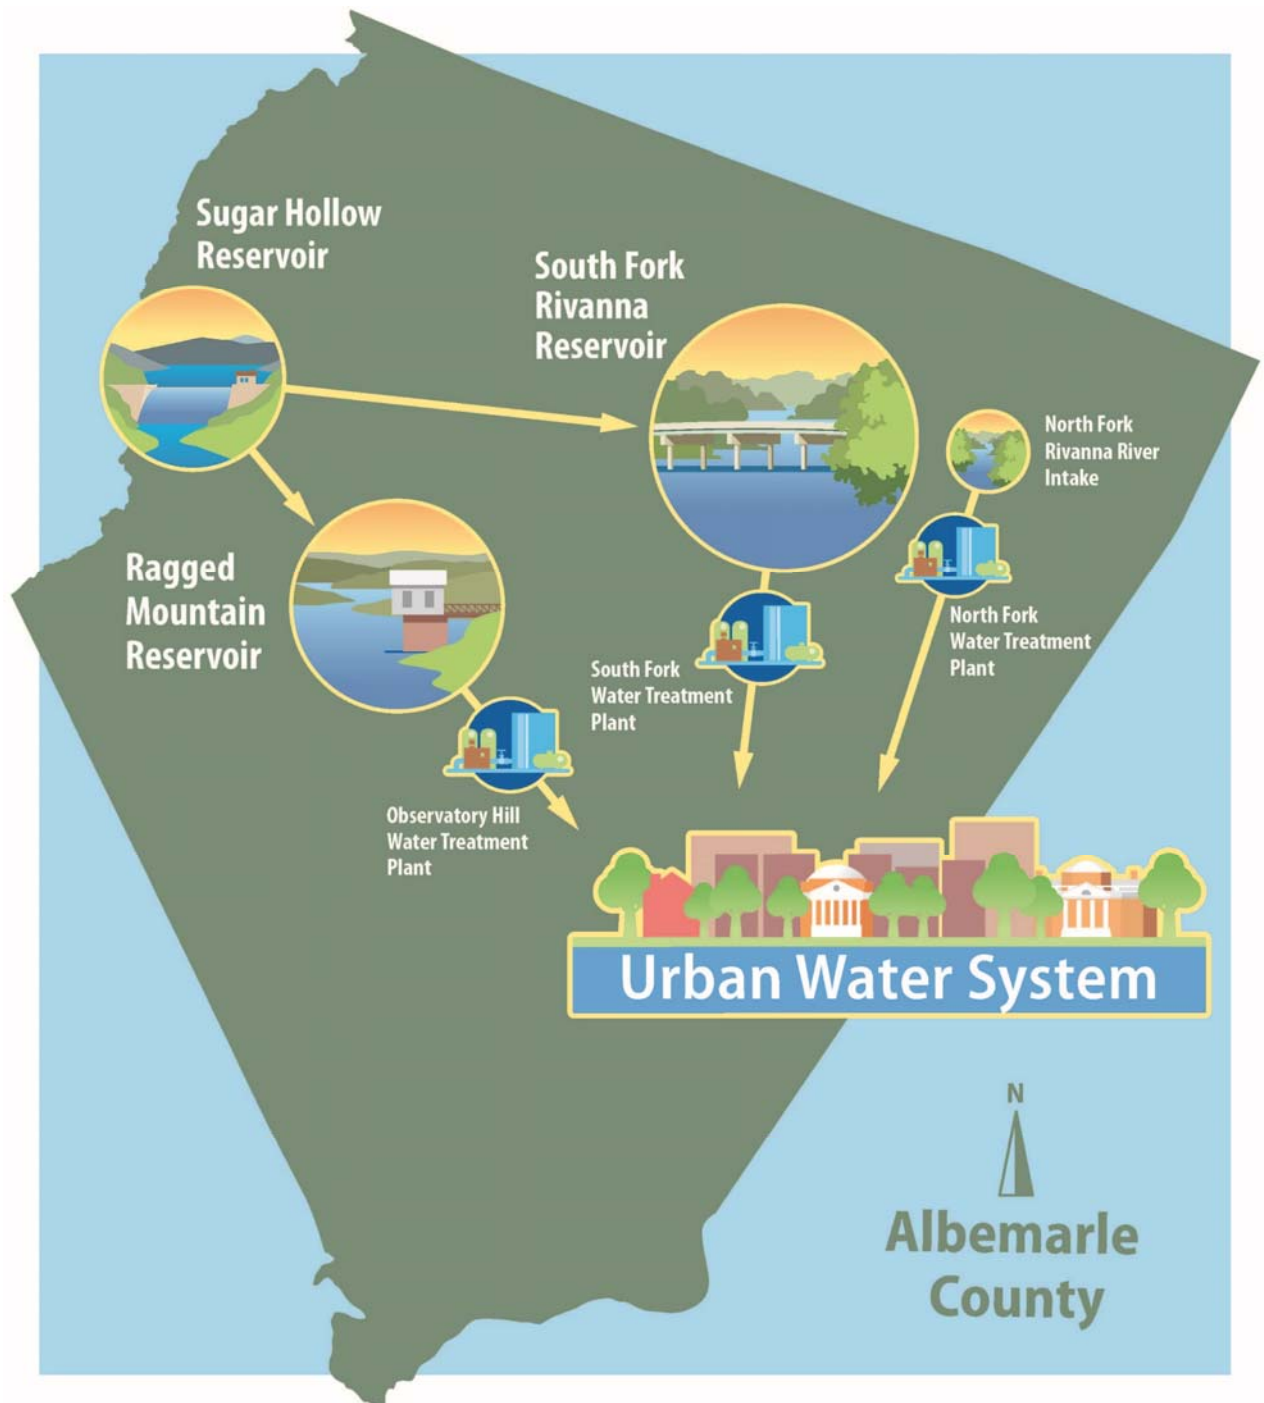 Sugar Hollow
Reservoir
South Fork
Rivanna
Reservoir
North Fork
Rivanna River
Intake
Ragged
Mountain
Reservoir
North Fork
Water Treatment
Plant
South Fork
Water Treatment
Plant
Observatory Hill
Water Treatment
Plant
Urban Water System
N
Albemarle
County